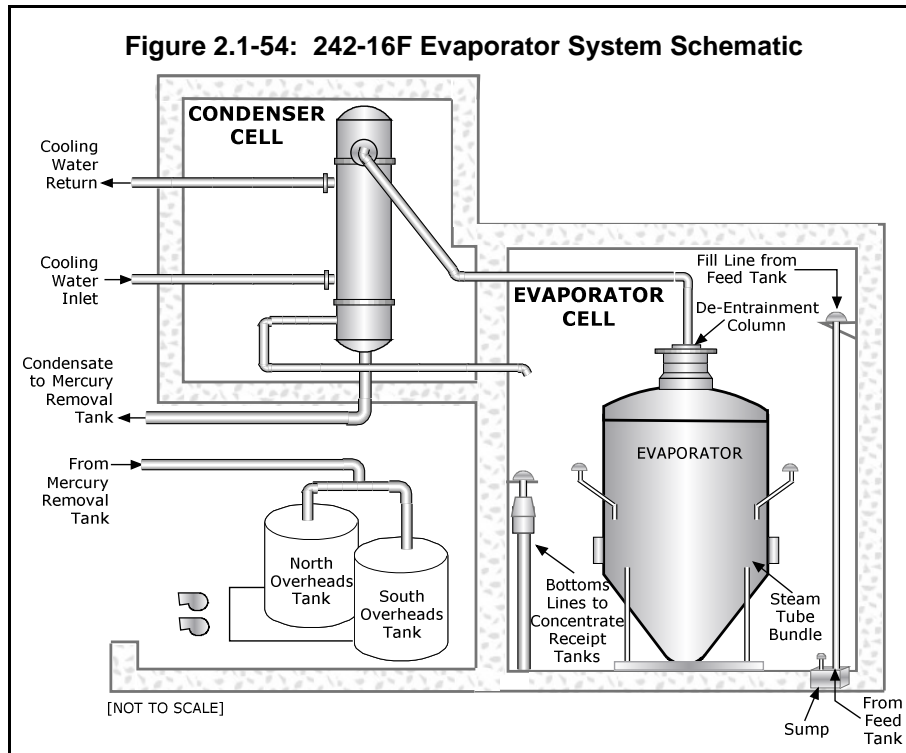 Figure 2.1-54: 242-16F Evaporator System Schematic
CONDENSER
CELL
Cooling
Water
Return
Cooling
Water
Inlet
Condensate
to Mercury
Removal
Tank
From
Mercury
Removal
Tank
North
Overheads
Tank
South
Overheads
Tank
EVAPORATOR
CELL
Fill Line from
Feed Tank
De-Entrainment
Column
EVAPORATOR
Bottoms
Lines to
Concentrate
Receipt
Tanks
Steam
Tube
Bundle
Sump
From
Feed
Tank
[NOT TO SCALE]